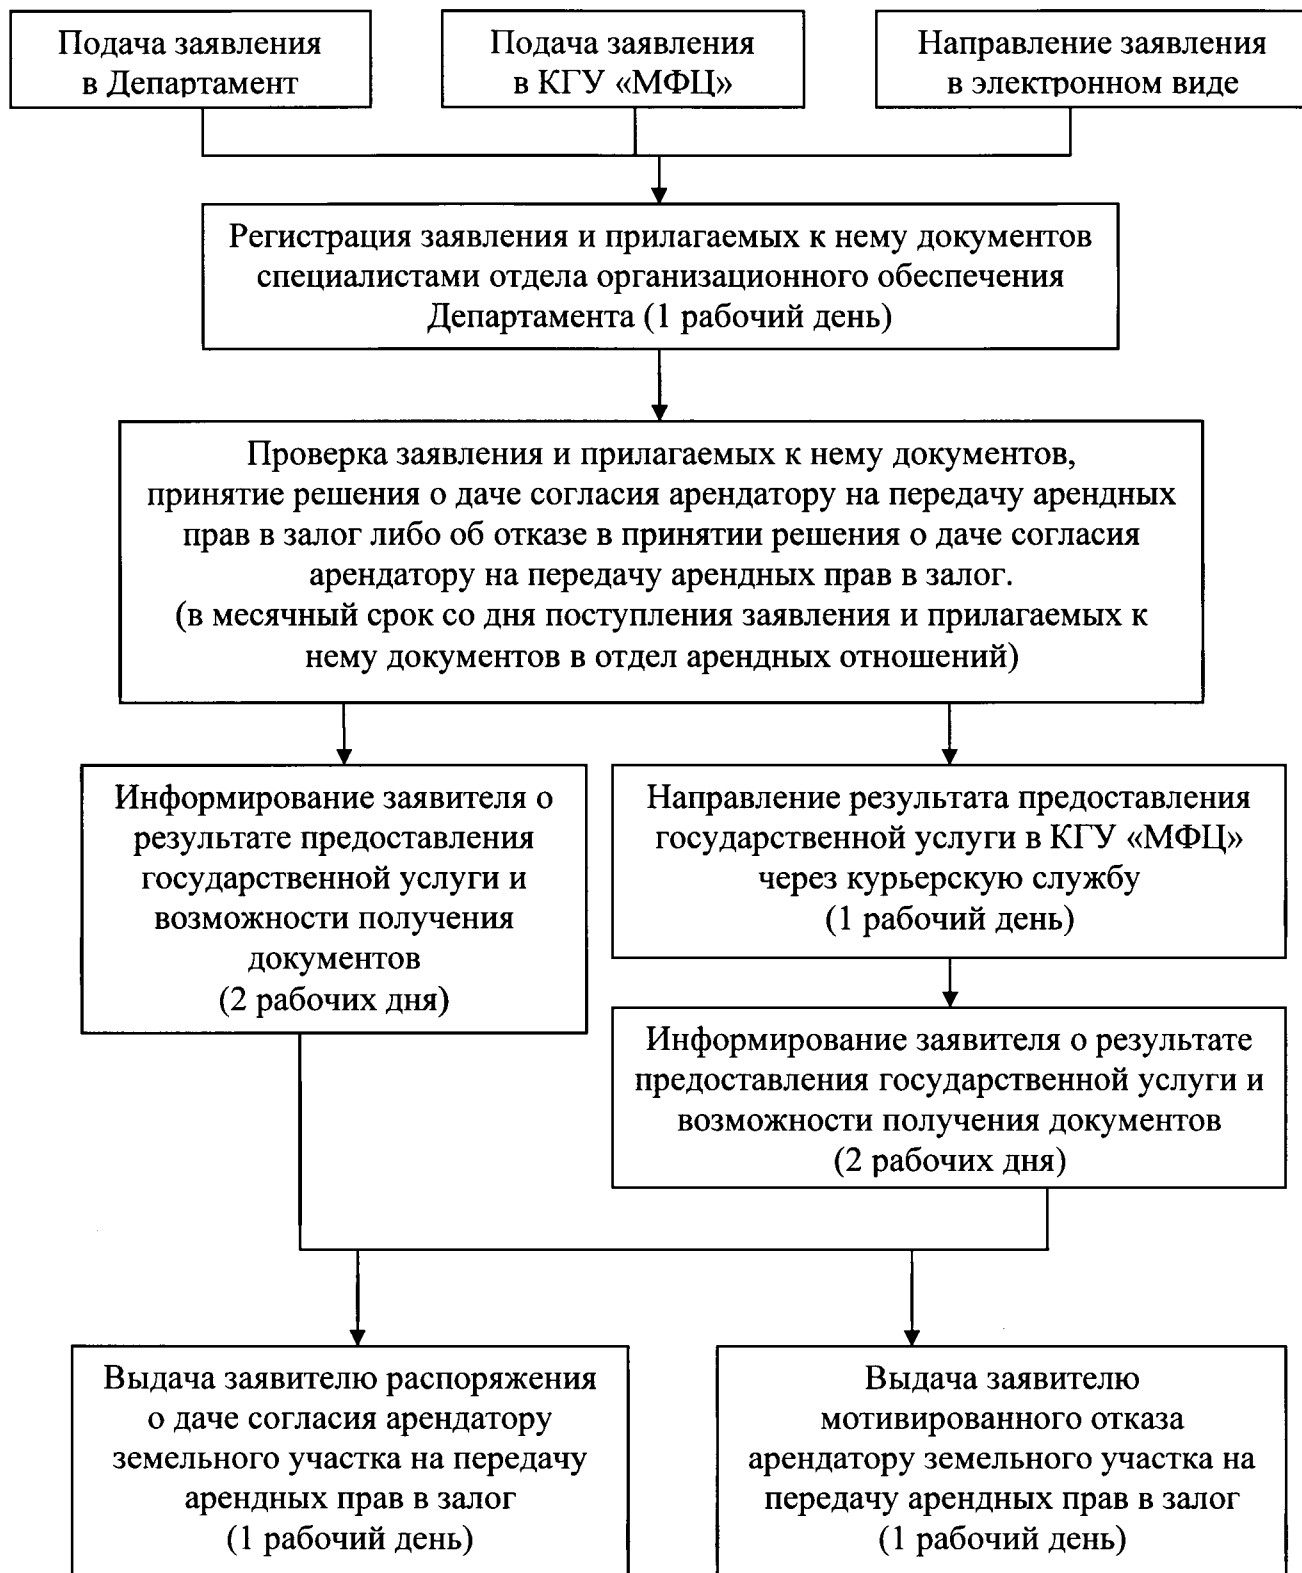 Подача заявления
в Департамент
Подача заявления
в КГУ «МФЦ»
Направление заявления
в электронном виде
Регистрация заявления и прилагаемых к нему документов
специалистами отдела организационного обеспечения
Департамента (1 рабочий день)
Проверка заявления и прилагаемых к нему документов,
принятие решения о даче согласия арендатору на передачу арендных
прав в залог либо об отказе в принятии решения о даче согласия
арендатору на передачу арендных прав в залог.
(в месячный срок со дня поступления заявления и прилагаемых к
нему документов в отдел арендных отношений)
Информирование заявителя о
результате предоставления
государственной услуги и
возможности получения
документов
(2 рабочих дня)
Направление результата предоставления
государственной услуги в КГУ «МФЦ»
через курьерскую службу
(1 рабочий день)
Информирование заявителя о результате
предоставления государственной услуги и
возможности получения документов
(2 рабочих дня)
Выдача заявителю распоряжения
о даче согласия арендатору
земельного участка на передачу
арендных прав в залог
(1 рабочий день)
Выдача заявителю
мотивированного отказа
арендатору земельного участка на
передачу арендных прав в залог
(1 рабочий день)